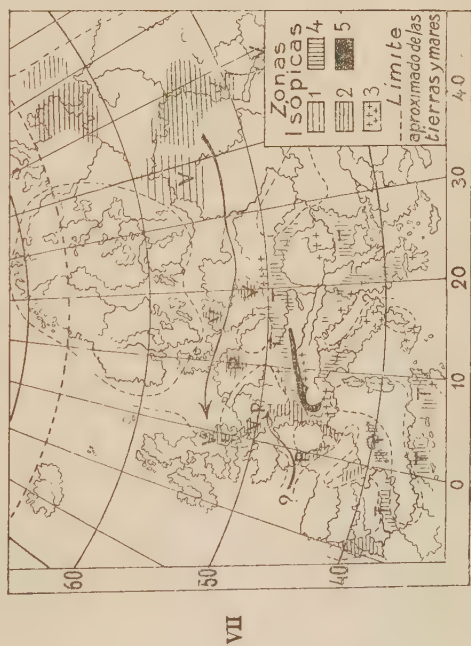 Zonas
Isópicas
1 4
2 5
3
Límite
aproximado de las
tierras y mares
60
50
40
0 10 20 30 40
V
V
P
T
T
T
?
VII